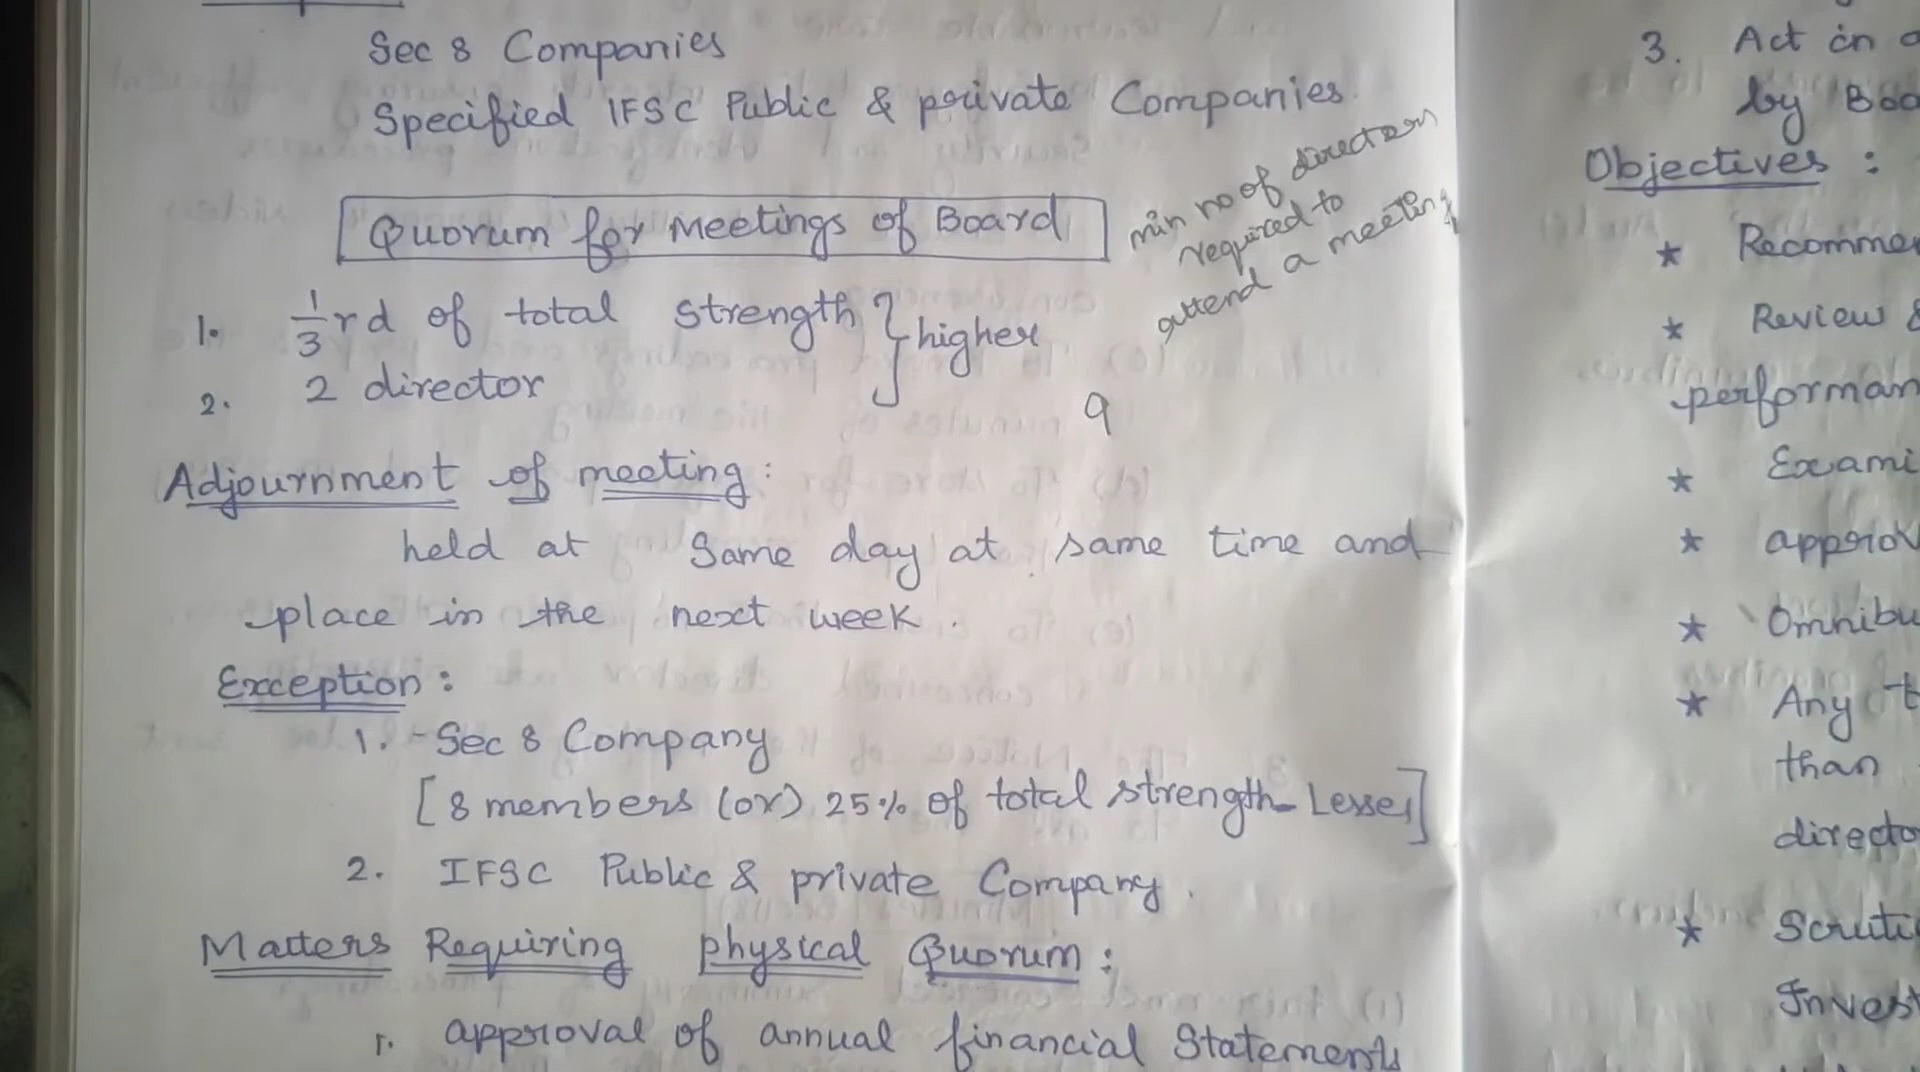 Sec 8 Companies
Specified IFSC Public & private Companies.
Quorum for Meetings of Board
min no of directors
required to
attend a meeting
1. 1/3 rd of total strength } higher
2. 2 director
9
Adjournment of meeting:
held at Same day at same time and
place in the next week.
Exception:
1. Sec 8 Company
[8 members (or) 25% of total strength - Lesser]
2. IFSC Public & private Company.
Matters Requiring physical Quorum:
1. approval of annual financial Statements
3. Act in a
by Boa
Objectives:
* Recomme
* Review &
performan
* Exami
* approv
* Omnibu
* Any t
than
directo
* Scruti
Invest